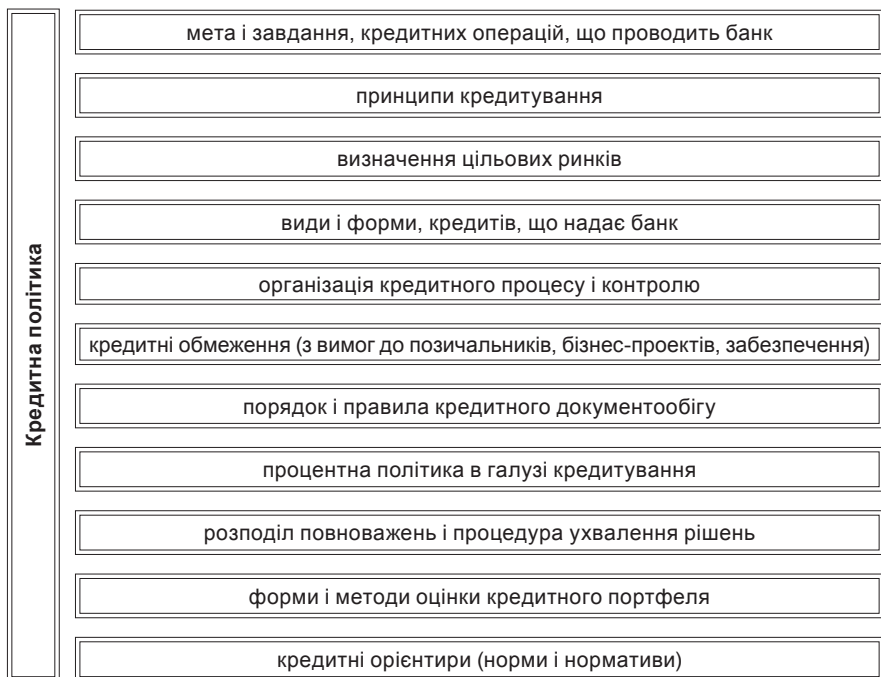 Кредитна політика
мета і завдання, кредитних операцій, що проводить банк
принципи кредитування
визначення цільових ринків
види і форми, кредитів, що надає банк
організація кредитного процесу і контролю
кредитні обмеження (з вимог до позичальників, бізнес-проектів, забезпечення)
порядок і правила кредитного документообігу
процентна політика в галузі кредитування
розподіл повноважень і процедура ухвалення рішень
форми і методи оцінки кредитного портфеля
кредитні орієнтири (норми і нормативи)